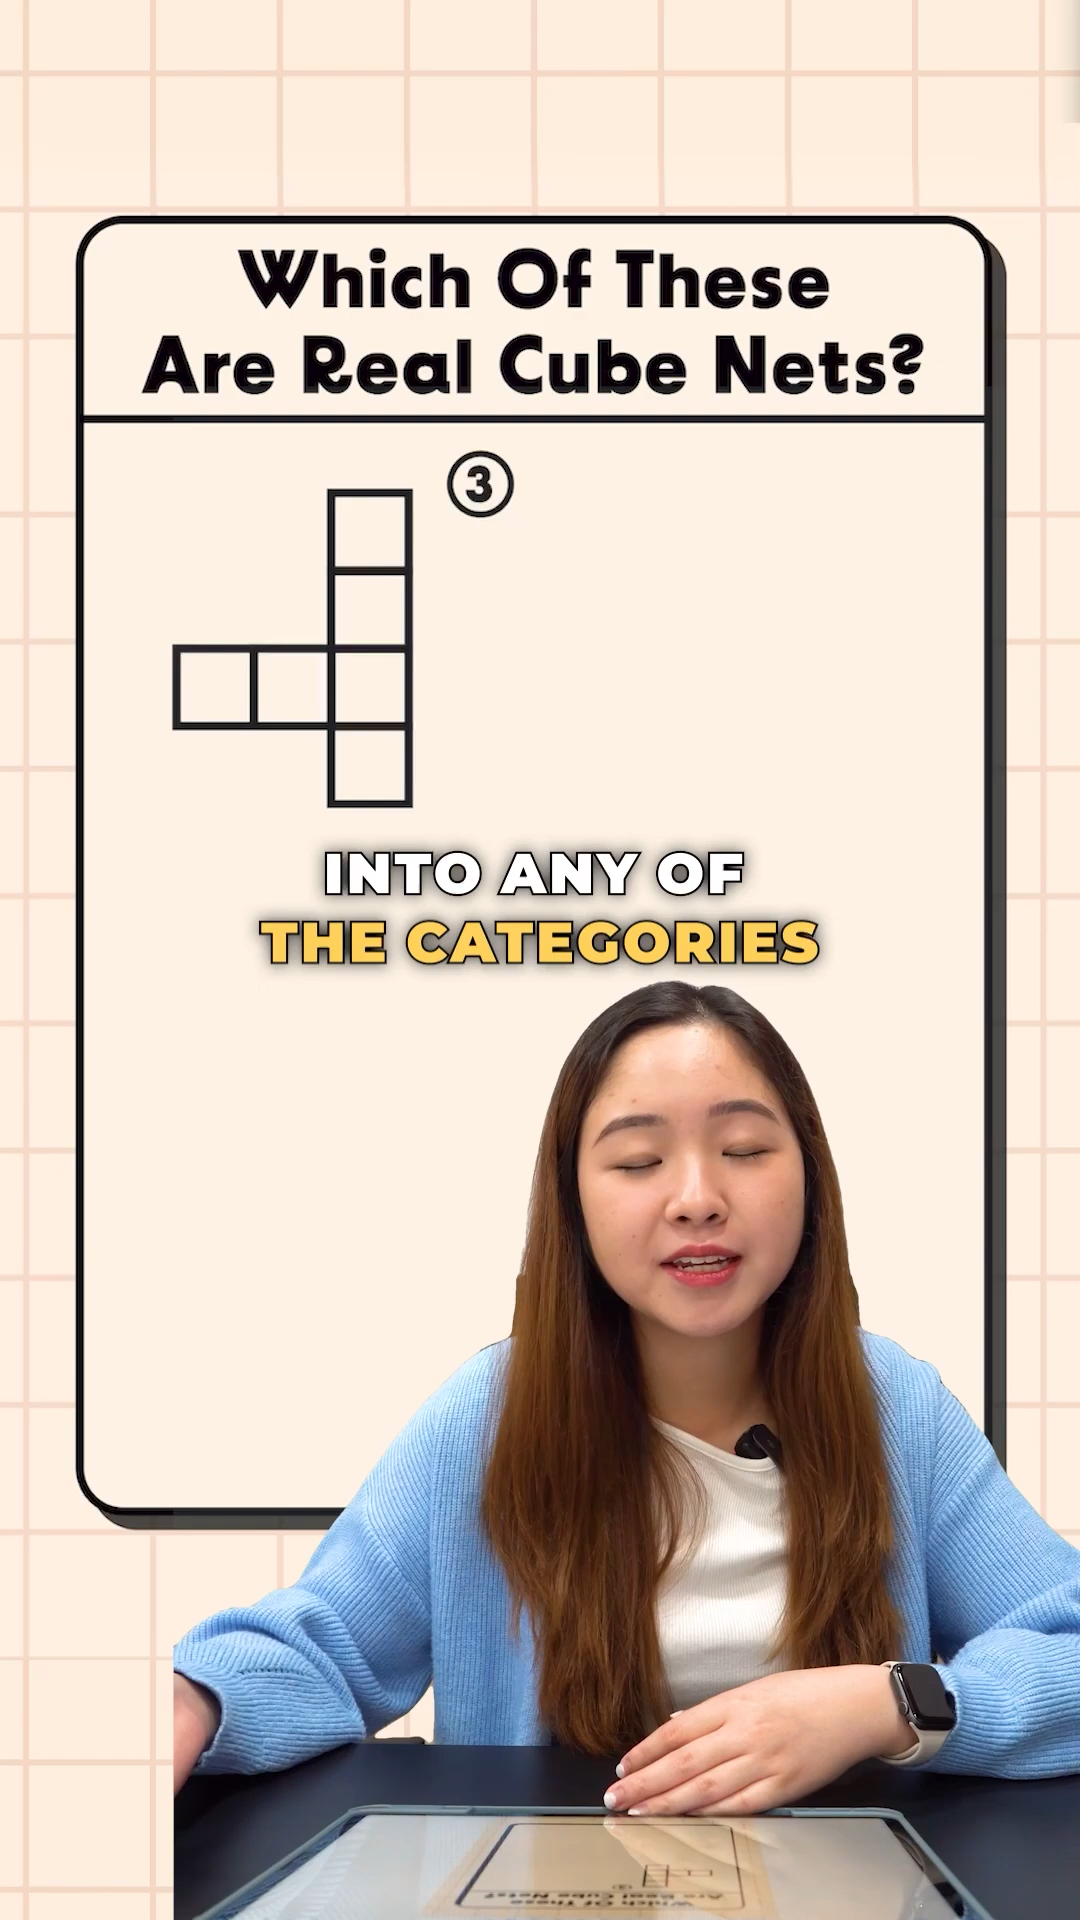 Which Of These
Are Real Cube Nets?
3
INTO ANY OF
THE CATEGORIES